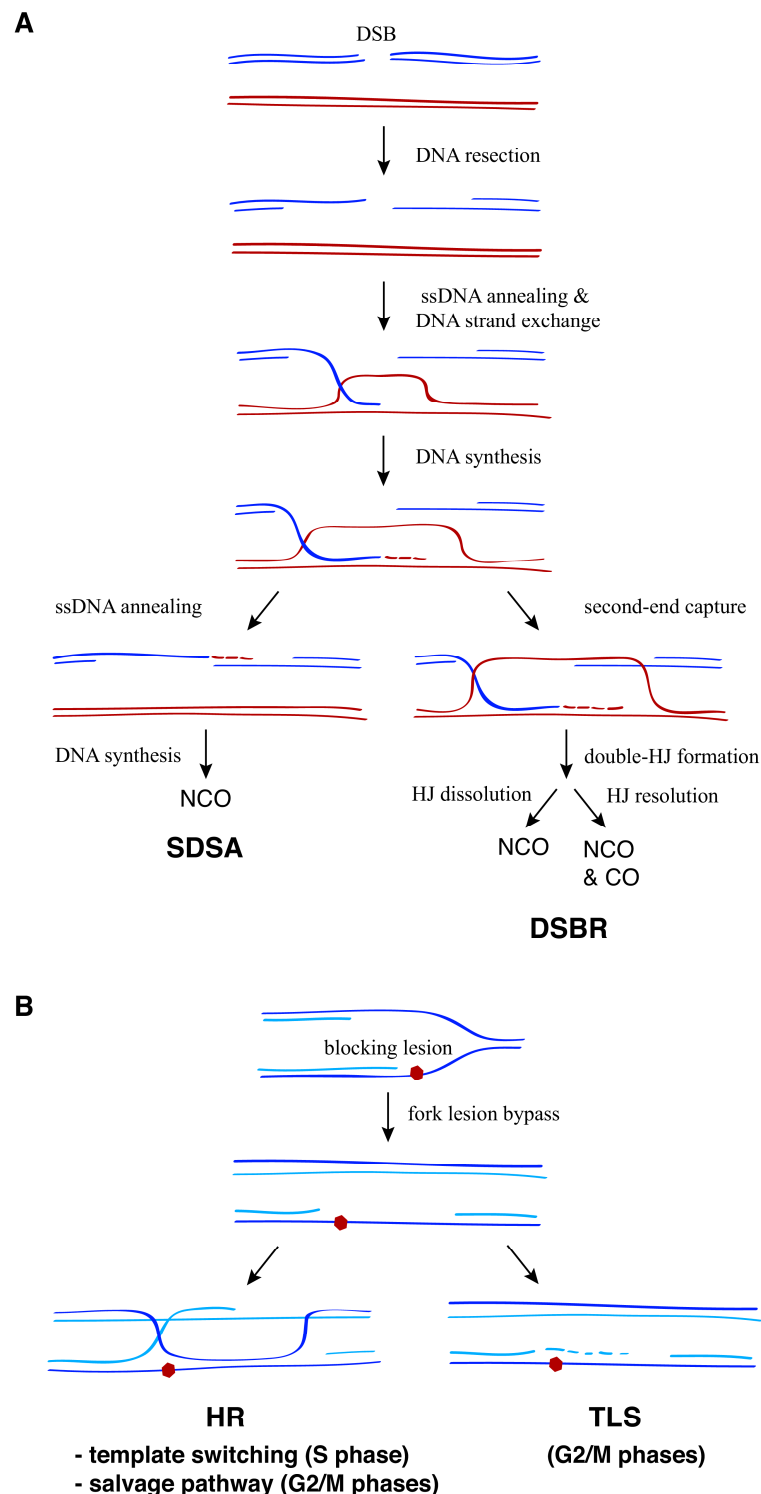 A
DSB
DNA resection
ssDNA annealing &
DNA strand exchange
DNA synthesis
ssDNA annealing
second-end capture
DNA synthesis
double-HJ formation
NCO
HJ dissolution
HJ resolution
SDSA
NCO
NCO
& CO
DSBR
B
blocking lesion
fork lesion bypass
HR
TLS
- template switching (S phase)
(G2/M phases)
- salvage pathway (G2/M phases)